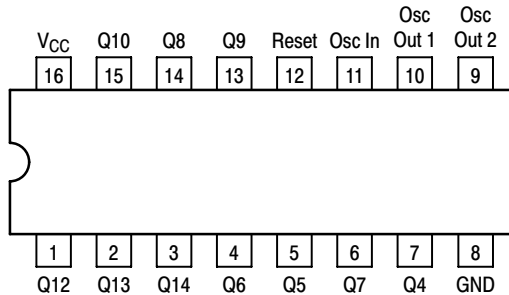 Osc Osc
V_CC Q10 Q8 Q9 Reset Osc In Out 1 Out 2
16 15 14 13 12 11 10 9
1 2 3 4 5 6 7 8
Q12 Q13 Q14 Q6 Q5 Q7 Q4 GND